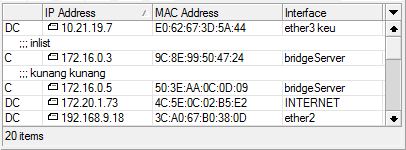 IP Address MAC Address Interface
DC 10.21.19.7 E0:62:67:3D:5A:44 ether3 keu
;;; inlist
C 172.16.0.3 9C:8E:99:50:47:24 bridgeServer
;;; kunang kunang
C 172.16.0.5 50:3E:AA:0C:0D:09 bridgeServer
DC 172.20.1.73 4C:5E:0C:02:B5:E2 INTERNET
DC 192.168.9.18 3C:A0:67:B0:38:0D ether2
20 items